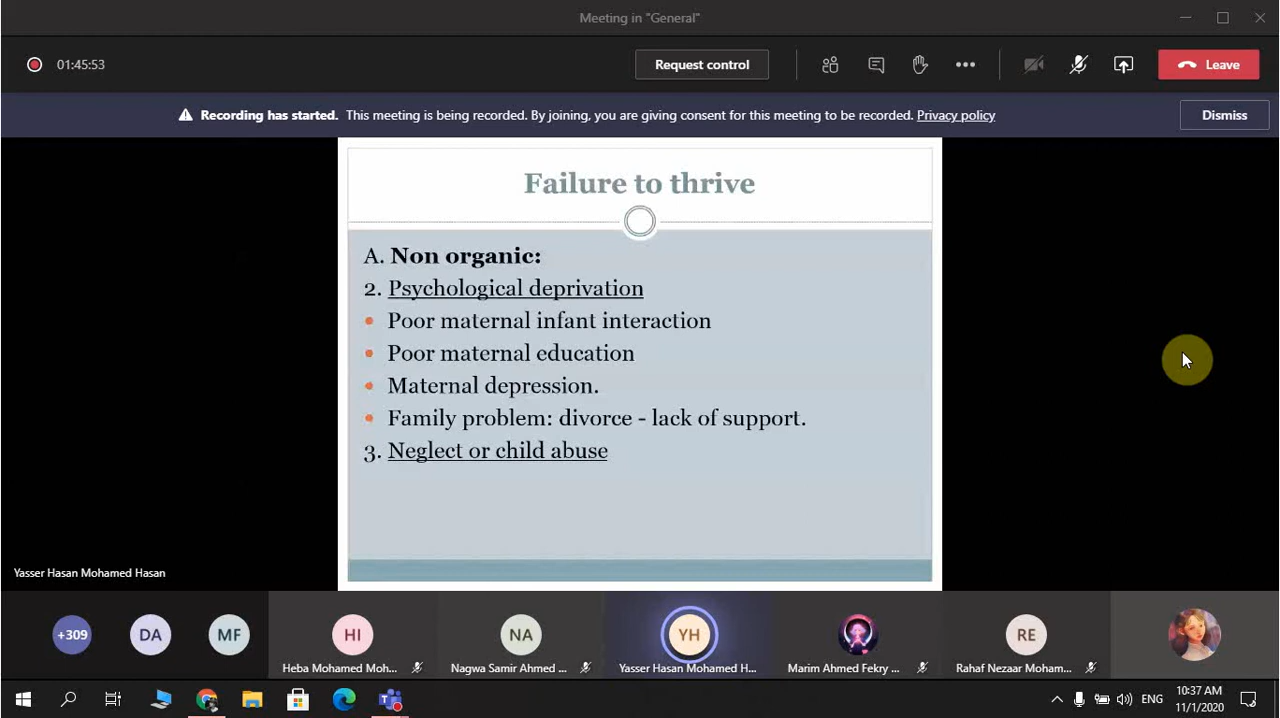 Meeting in "General"
01:45:53
Request control
Leave
Recording has started. This meeting is being recorded. By joining, you are giving consent for this meeting to be recorded. Privacy policy
Dismiss
Failure to thrive
A. Non organic:
2. Psychological deprivation
• Poor maternal infant interaction
• Poor maternal education
• Maternal depression.
• Family problem: divorce - lack of support.
3. Neglect or child abuse
Yasser Hasan Mohamed Hasan
+309
DA
MF
HI
NA
YH
RE
Heba Mohamed Moh...
Nagwa Samir Ahmed ...
Yasser Hasan Mohamed H...
Marim Ahmed Fekry ...
Rahaf Nezaar Moham...
ENG
10:37 AM
11/1/2020